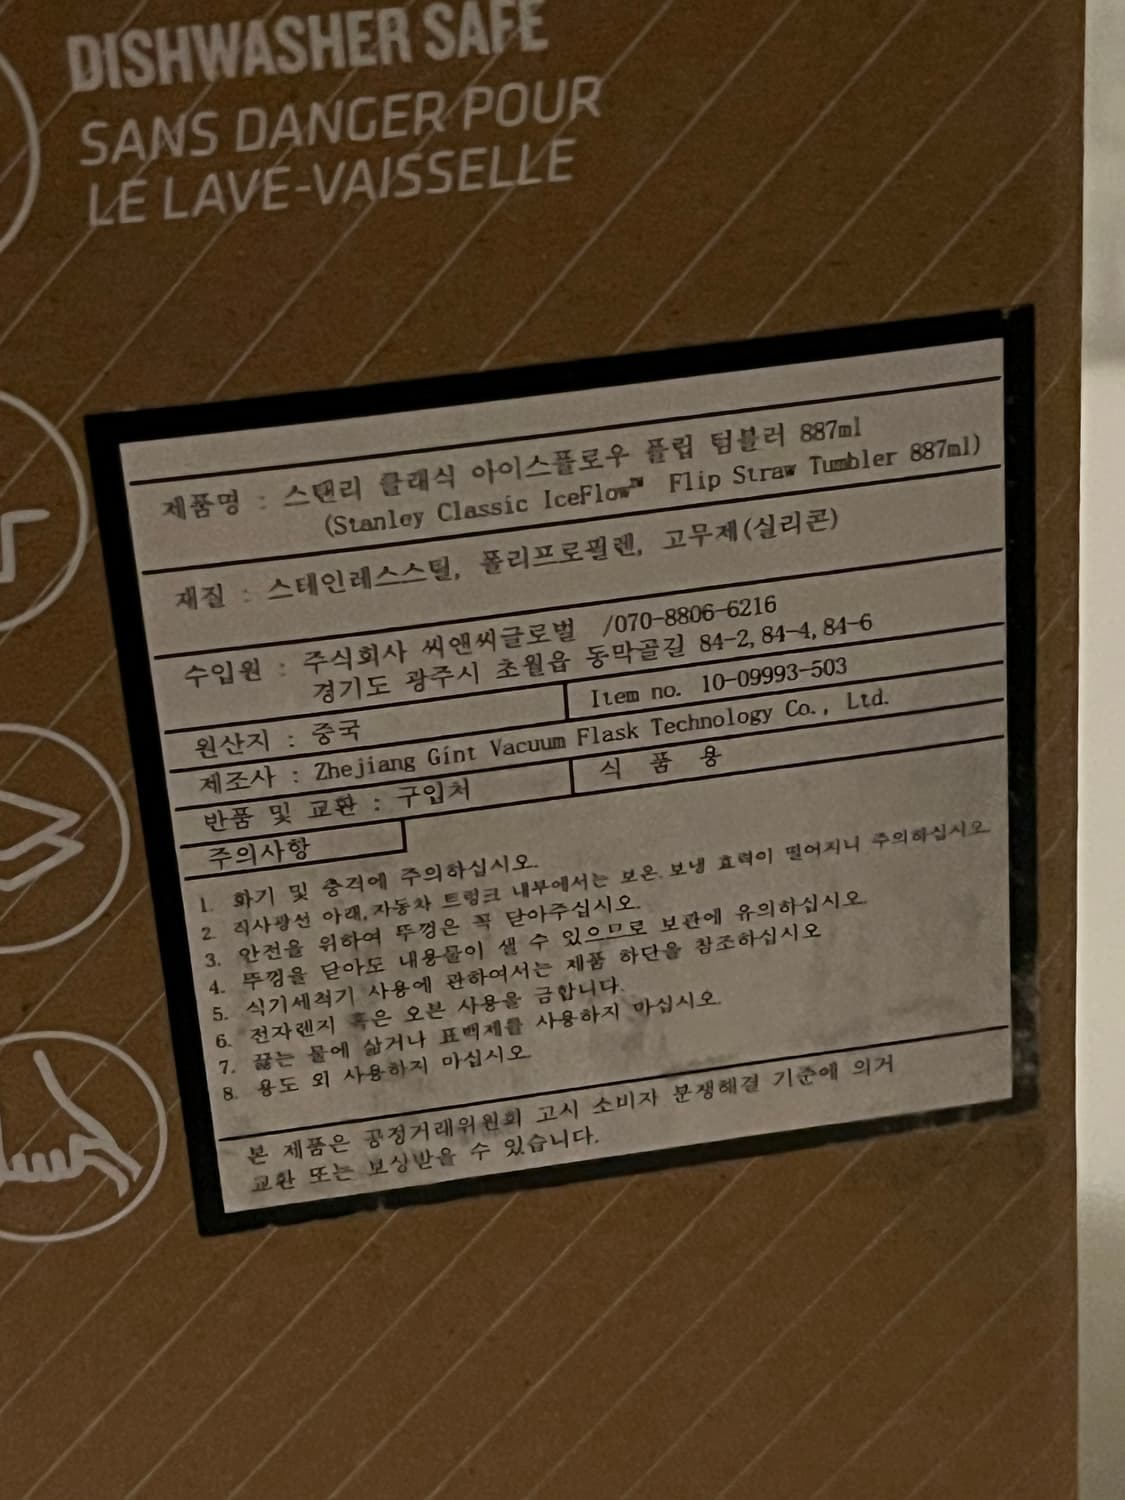 DISHWASHER SAFE
SANS DANGER POUR
LE LAVE-VAISSELLE
제품명 : 스탠리 클래식 아이스플로우 플립 텀블러 887ml
(Stanley Classic IceFlow™ Flip Straw Tumbler 887ml)
재질 : 스테인레스스틸, 폴리프로필렌, 고무제(실리콘)
수입원 : 주식회사 씨앤씨글로벌 /070-8806-6216
경기도 광주시 초월읍 동막골길 84-2, 84-4, 84-6
원산지 : 중국 Item no. 10-09993-503
제조사 : Zhejiang Gint Vacuum Flask Technology Co., Ltd.
반품 및 교환 : 구입처 식 품 용
주의사항
1. 화기 및 충격에 주의하십시오.
2. 직사광선 아래,자동차 트렁크 내부에서는 보온.보냉 효력이 떨어지니 주의하십시오.
3. 안전을 위하여 뚜껑은 꼭 닫아주십시오.
4. 뚜껑을 닫아도 내용물이 샐 수 있으므로 보관에 유의하십시오.
5. 식기세척기 사용에 관하여서는 제품 하단을 참조하십시오
6. 전자렌지 혹은 오븐 사용을 금합니다.
7. 끓는 물에 삶거나 표백제를 사용하지 마십시오.
8. 용도 외 사용하지 마십시오.
본 제품은 공정거래위원회 고시 소비자 분쟁해결 기준에 의거
교환 또는 보상받을 수 있습니다.